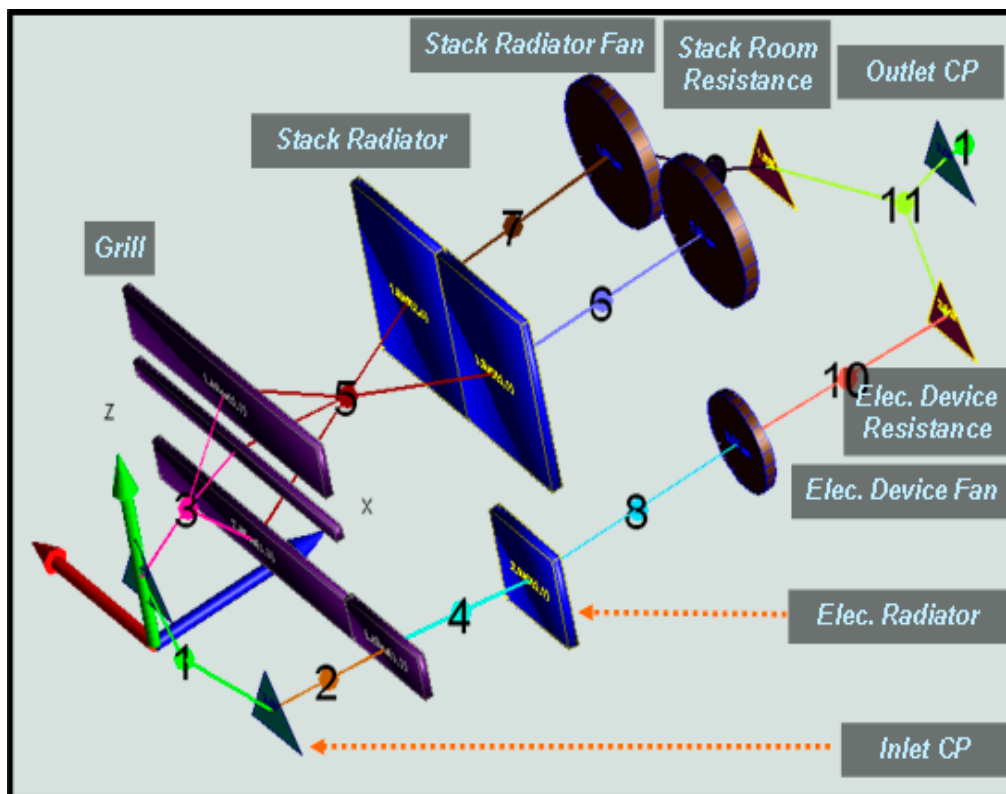 Stack Radiator Fan
Stack Room
Resistance
Outlet CP
Stack Radiator
Grill
1
11
7
6
5
z
x
10
Elec. Device
Resistance
3
8
Elec. Device Fan
4
Elec. Radiator
1
2
Inlet CP